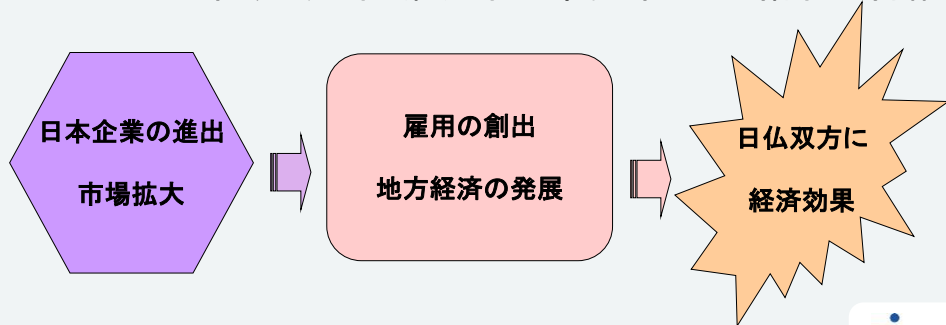 日本企業の進出
市場拡大
雇用の創出
地方経済の発展
日仏双方に
経済効果